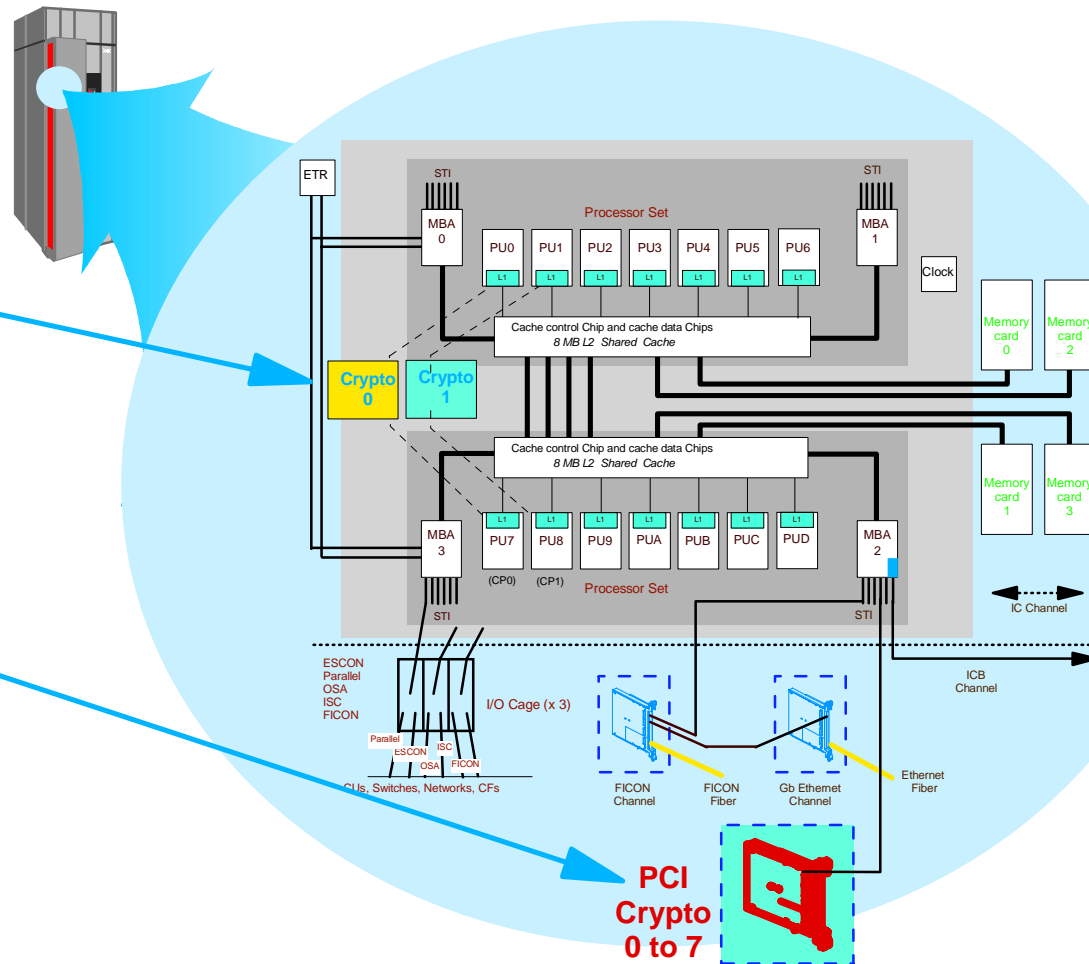 ETR
STI
STI
MBA
0
Processor Set
MBA
1
PU0
PU1
PU2
PU3
PU4
PU5
PU6
L1
L1
L1
L1
L1
L1
L1
Clock
Cache control Chip and cache data Chips
8 MB L2 Shared Cache
Memory
card
0
Memory
card
2
Crypto
0
Crypto
1
Cache control Chip and cache data Chips
8 MB L2 Shared Cache
Memory
card
1
Memory
card
3
L1
L1
L1
L1
L1
L1
L1
MBA
3
PU7
PU8
PU9
PUA
PUB
PUC
PUD
MBA
2
(CP0)
(CP1)
Processor Set
STI
STI
IC Channel
ESCON
Parallel
OSA
ISC
FICON
I/O Cage (x 3)
ICB
Channel
Parallel
ESCON
OSA
ISC
FICON
CUs, Switches, Networks, CFs
FICON
Channel
FICON
Fiber
Gb Ethernet
Channel
Ethernet
Fiber
PCI
Crypto
0 to 7